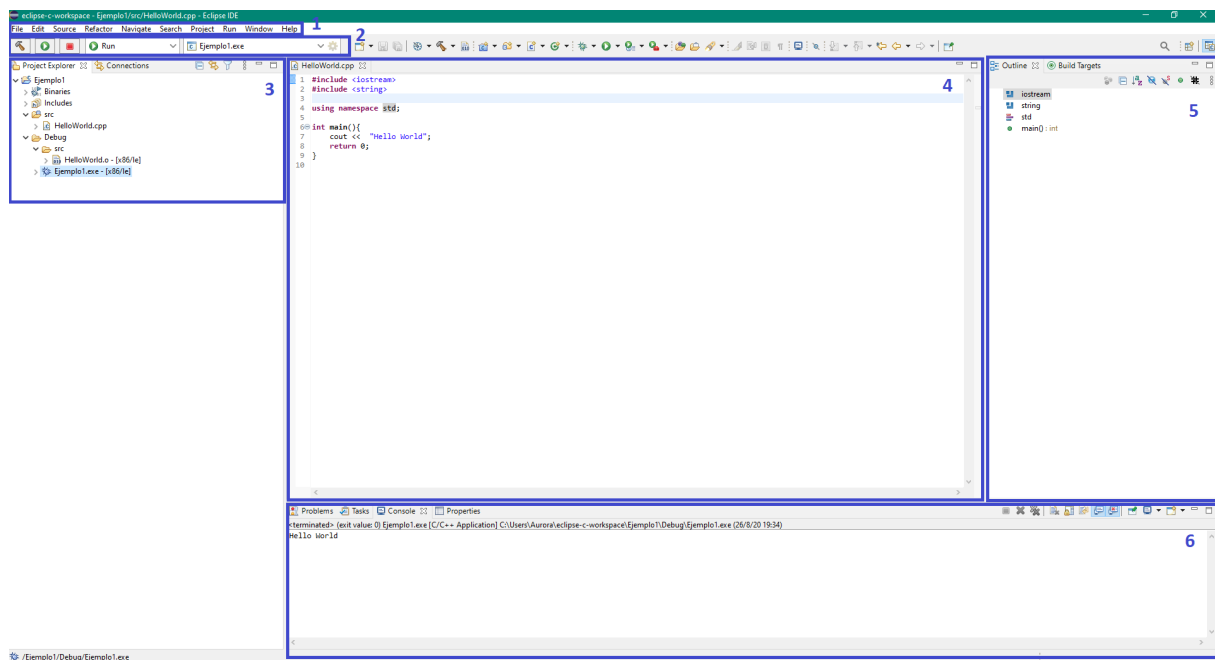 eclipse-c-workspace - Ejemplo1/src/HelloWorld.cpp - Eclipse IDE
File Edit Source Refactor Navigate Search Project Run Window Help 1
Run Ejemplo1.exe 2
Project Explorer Connections
3
Ejemplo1
Binaries
Includes
src
HelloWorld.cpp
Debug
src
HelloWorld.o - [x86/le]
Ejemplo1.exe - [x86/le]
HelloWorld.cpp
4
1 #include <iostream>
2 #include <string>
3
4 using namespace std;
5
6 int main(){
7 cout << "Hello World";
8 return 0;
9 }
10
Outline Build Targets
5
iostream
string
std
main() : int
Problems Tasks Console Properties
<terminated> (exit value: 0) Ejemplo1.exe [C/C++ Application] C:\Users\Aurora\eclipse-c-workspace\Ejemplo1\Debug\Ejemplo1.exe (26/8/20 19:34)
Hello World
6
/Ejemplo1/Debug/Ejemplo1.exe